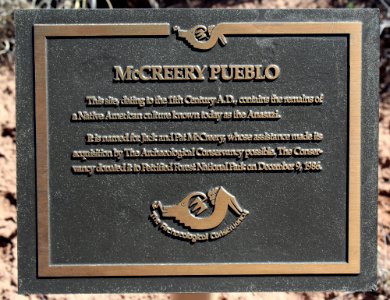 McCREERY PUEBLO
This site, dating to the 11th Century A.D., contains the remains of
a Native American culture known today as the Anasazi.
It is named for Jack and Pat McCreery, whose assistance made its
acquisition by The Archaeological Conservancy possible. The Conser-
vancy donated it to Petrified Forest National Park on December 9, 1986.
The Archaeological Conservancy